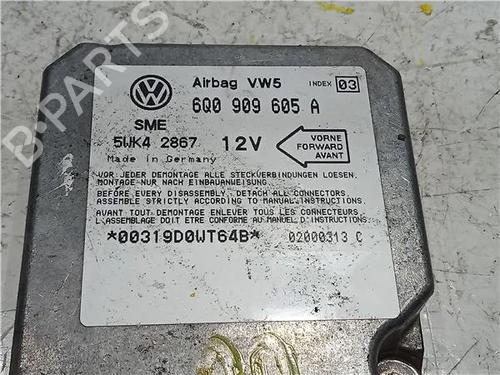 B-PARTS
Airbag VW5 INDEX 03
6Q0 909 605 A
SME
5WK4 2867 12V
Made in Germany
VORNE
FORWARD
AVANT
VOR JEDER DEMONTAGE ALLE STECKVERBINDUNGEN LOESEN.
MONTAGE NUR NACH EINBAUANWEISUNG.
BEFORE EVERY DISASSEMBLY, DETACH ALL CONNECTORS
ASSEMBLE STRICTLY ACCORDING TO MANUAL INSTRUCTIONS.
AVANT TOUT DEMONTAGE ENLEVER TOUS LES CONNECTEURS.
L'ASSEMBLAGE DOIT ETRE CONFORME AU MANUEL D'INSTRUCTIONS
*00319D0WT64B* 02000313 C